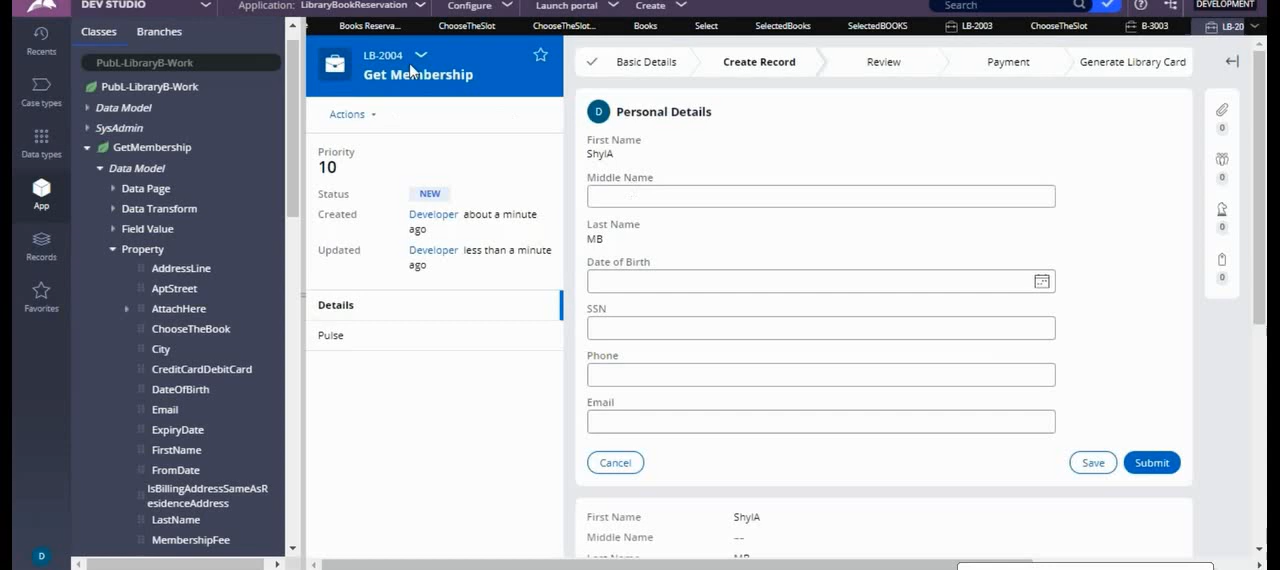 DEV STUDIO
Application: LibraryBookReservation
Configure
Launch portal
Create
Search
DEVELOPMENT
Books Reserva...
ChooseTheSlot
ChooseTheSlot...
Books
Select
SelectedBooks
SelectedBOOKS
LB-2003
ChooseTheSlot
B-3003
LB-20
Recents
Case types
Data types
App
Records
Favorites
D
Classes
Branches
PubL-LibraryB-Work
PubL-LibraryB-Work
Data Model
SysAdmin
GetMembership
Data Model
Data Page
Data Transform
Field Value
Property
AddressLine
AptStreet
AttachHere
ChooseTheBook
City
CreditCardDebitCard
DateOfBirth
Email
ExpiryDate
FirstName
FromDate
IsBillingAddressSameAsR
esidenceAddress
LastName
MembershipFee
LB-2004
Get Membership
Actions
Priority
10
Status NEW
Created Developer about a minute
ago
Updated Developer less than a minute
ago
Details
Pulse
Basic Details
Create Record
Review
Payment
Generate Library Card
D Personal Details
First Name
ShylA
Middle Name
Last Name
MB
Date of Birth
SSN
Phone
Email
Cancel
Save
Submit
First Name ShylA
Middle Name --
0
0
0
0